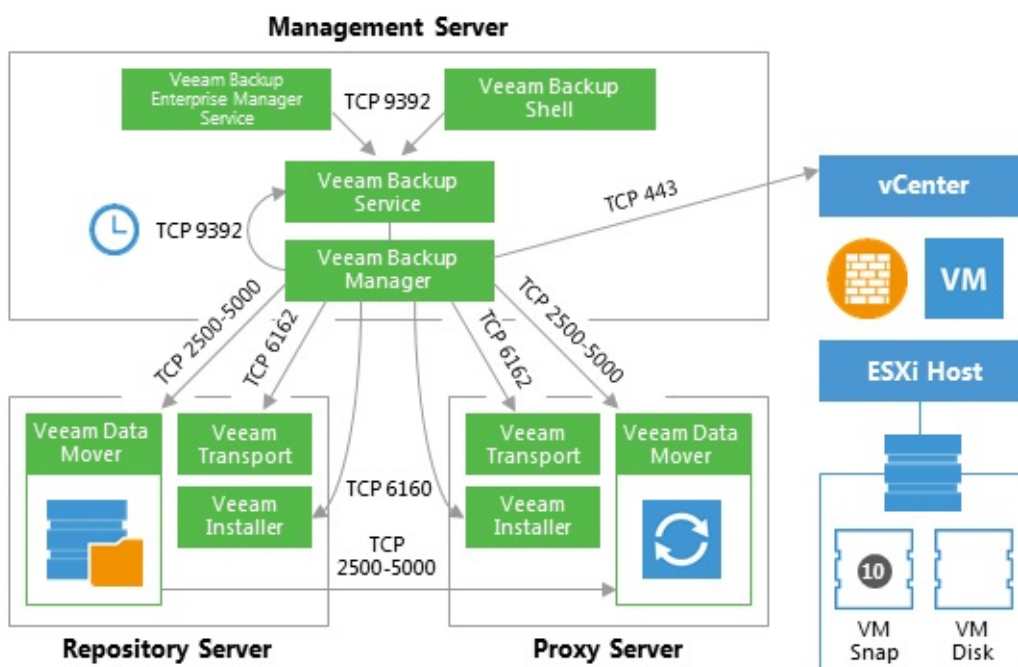 Management Server
Veeam Backup
Enterprise Manager
Service
TCP 9392
Veeam Backup
Shell
Veeam Backup
Service
TCP 9392
Veeam Backup
Manager
TCP 443
vCenter
VM
ESXi Host
TCP 2500-5000
TCP 6162
TCP 6162
TCP 2500-5000
Veeam Data
Mover
Veeam
Transport
Veeam
Installer
TCP 6160
TCP
2500-5000
Veeam
Transport
Veeam
Installer
Veeam Data
Mover
10
VM
Snap
VM
Disk
Repository Server
Proxy Server